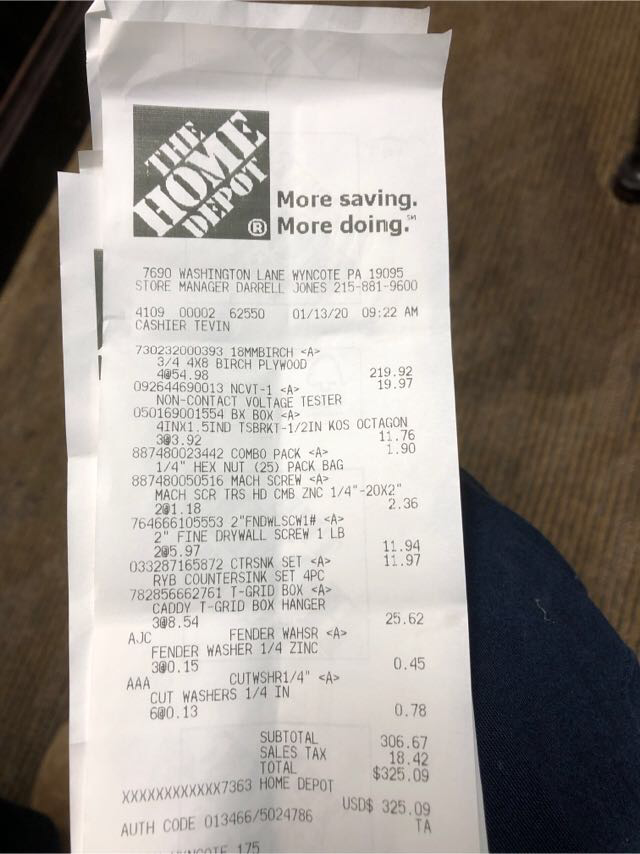 THE
HOME
DEPOT
®
More saving.
More doing.℠
7690 WASHINGTON LANE WYNCOTE PA 19095
STORE MANAGER DARRELL JONES 215-881-9600
4109 00002 62550 01/13/20 09:22 AM
CASHIER TEVIN
730232000393 18MMBIRCH <A>
3/4 4X8 BIRCH PLYWOOD
4@54.98 219.92
092644690013 NCVT-1 <A> 19.97
NON-CONTACT VOLTAGE TESTER
050169001554 BX BOX <A>
4INX1.5IND TSBRKT-1/2IN KOS OCTAGON
3@3.92 11.76
887480023442 COMBO PACK <A> 1.90
1/4" HEX NUT (25) PACK BAG
887480050516 MACH SCREW <A>
MACH SCR TRS HD CMB ZNC 1/4"-20X2"
2@1.18 2.36
764666105553 2"FNDWLSCW1# <A>
2" FINE DRYWALL SCREW 1 LB
2@5.97 11.94
033287165872 CTRSNK SET <A> 11.97
RYB COUNTERSINK SET 4PC
782856662761 T-GRID BOX <A>
CADDY T-GRID BOX HANGER
3@8.54 25.62
AJC FENDER WAHSR <A>
FENDER WASHER 1/4 ZINC
3@0.15 0.45
AAA CUTWSHR1/4" <A>
CUT WASHERS 1/4 IN
6@0.13 0.78
SUBTOTAL 306.67
SALES TAX 18.42
TOTAL $325.09
XXXXXXXXXXXX7363 HOME DEPOT
USD$ 325.09
AUTH CODE 013466/5024786 TA
175